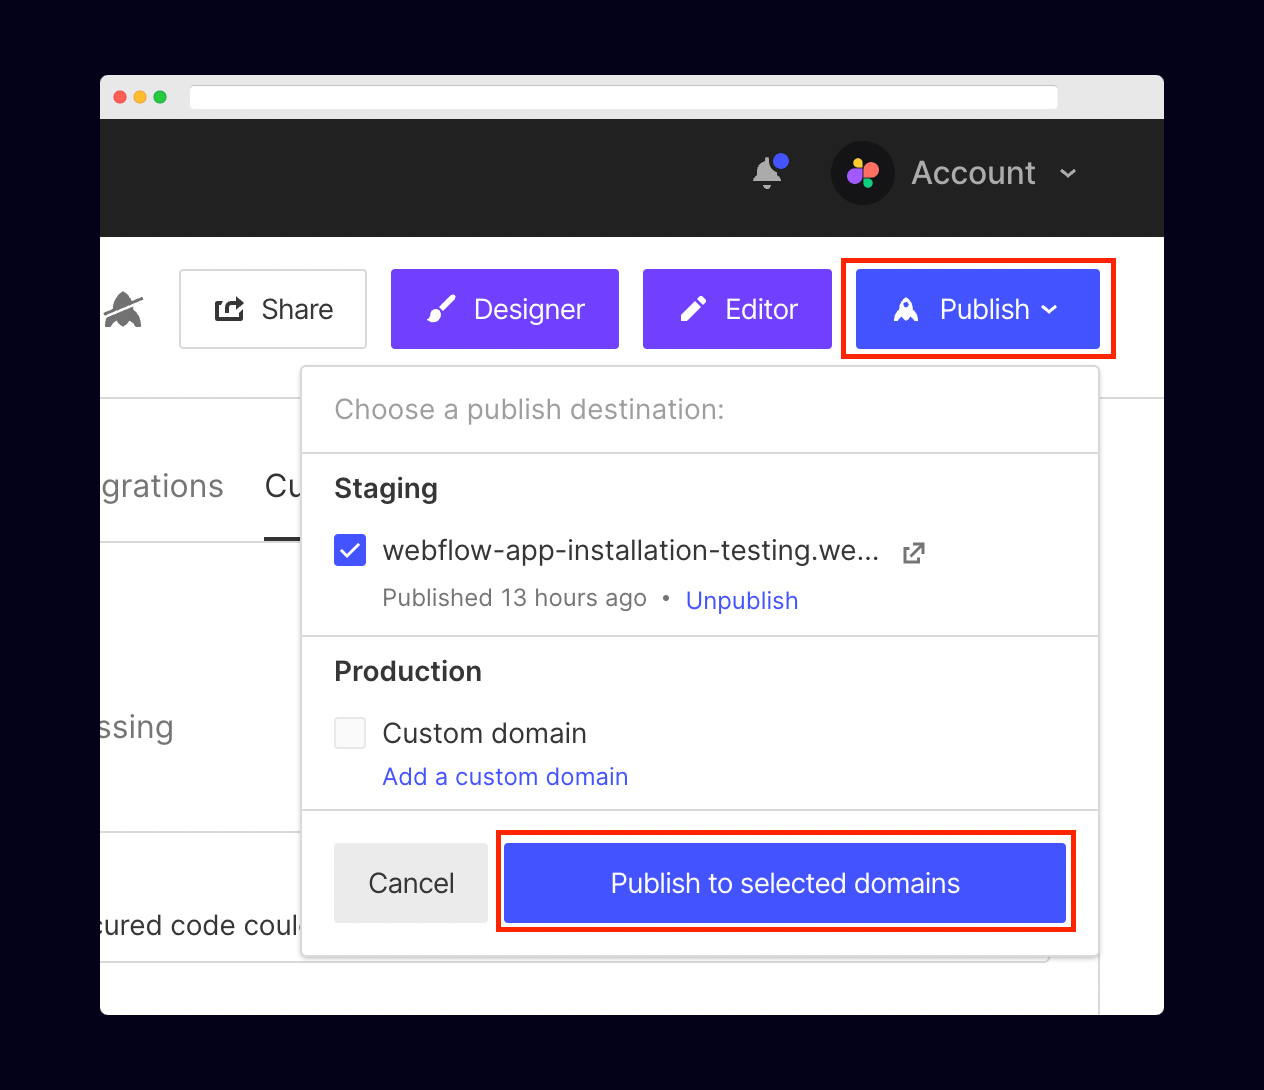 Account
Share
Designer
Editor
Publish
Choose a publish destination:
grations
Cu
Staging
webflow-app-installation-testing.we...
Published 13 hours ago • Unpublish
Production
Custom domain
ssing
Add a custom domain
Cancel
Publish to selected domains
cured code coul